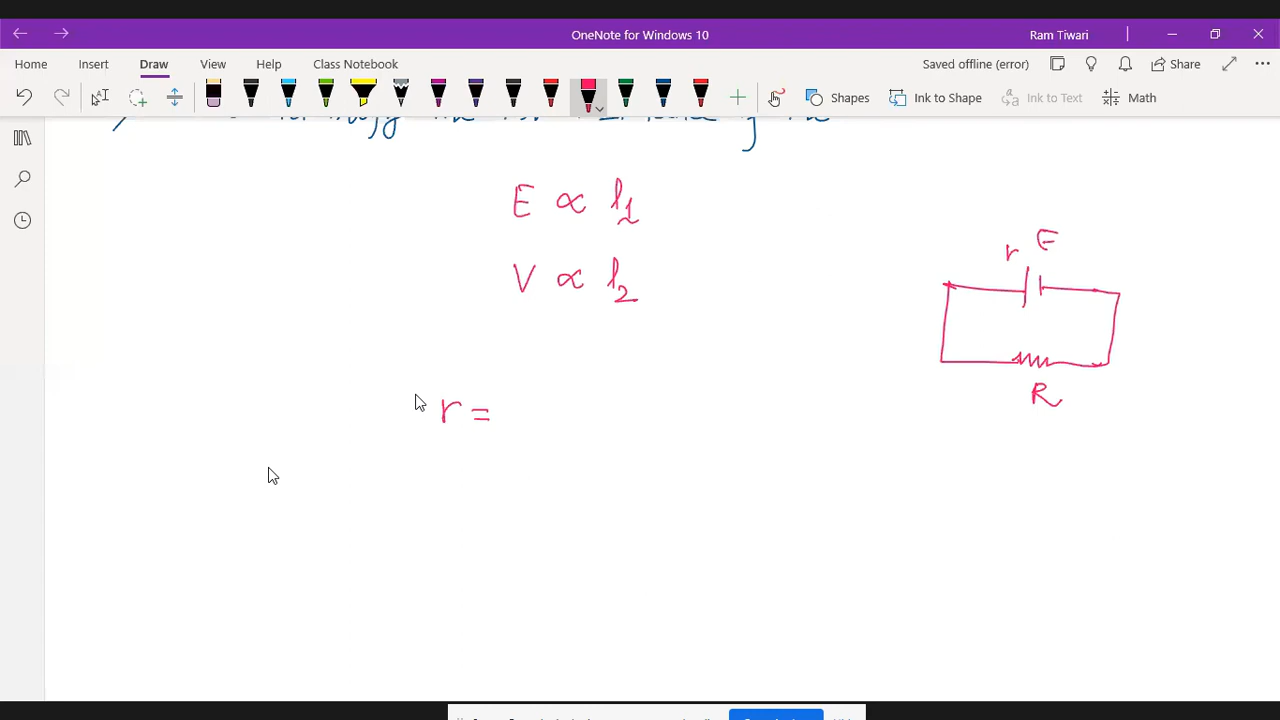 OneNote for Windows 10
Ram Tiwari
Home Insert Draw View Help Class Notebook
Saved offline (error)
Share
Shapes
Ink to Shape
Ink to Text
Math
E ∝ l₁
V ∝ l₂
r E
R
r =